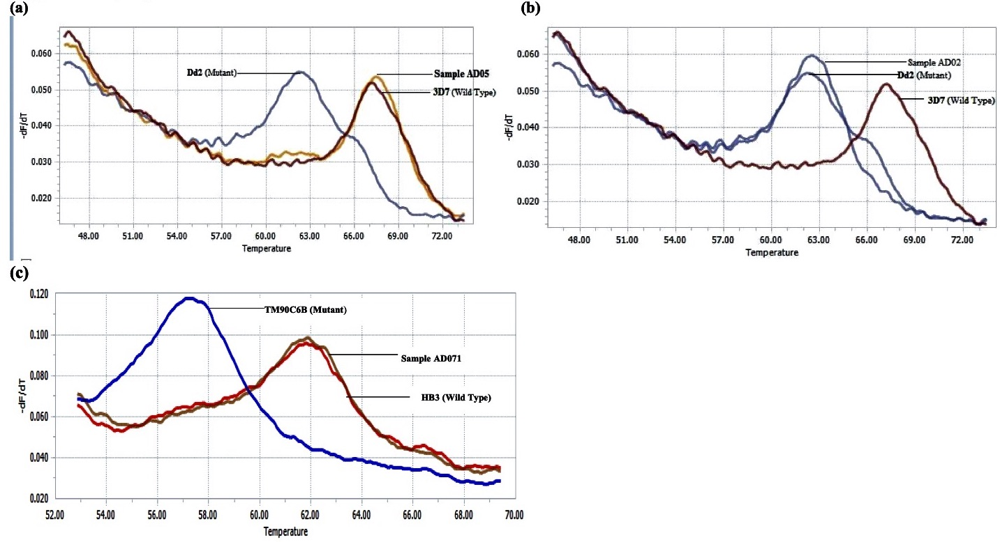 (a)
0.060
0.050
0.040
0.030
0.020
-dF/dT
Dd2 (Mutant)
Sample AD05
3D7 (Wild Type)
48.00 51.00 54.00 57.00 60.00 63.00 66.00 69.00 72.00
Temperature
(b)
0.060
0.050
0.040
0.030
0.020
-dF/dT
Sample AD02
Dd2 (Mutant)
3D7 (Wild Type)
48.00 51.00 54.00 57.00 60.00 63.00 66.00 69.00 72.00
Temperature
(c)
0.120
0.100
0.080
0.060
0.040
0.020
-dF/dT
TM90C6B (Mutant)
Sample AD071
HB3 (Wild Type)
52.00 54.00 56.00 58.00 60.00 62.00 64.00 66.00 68.00 70.00
Temperature